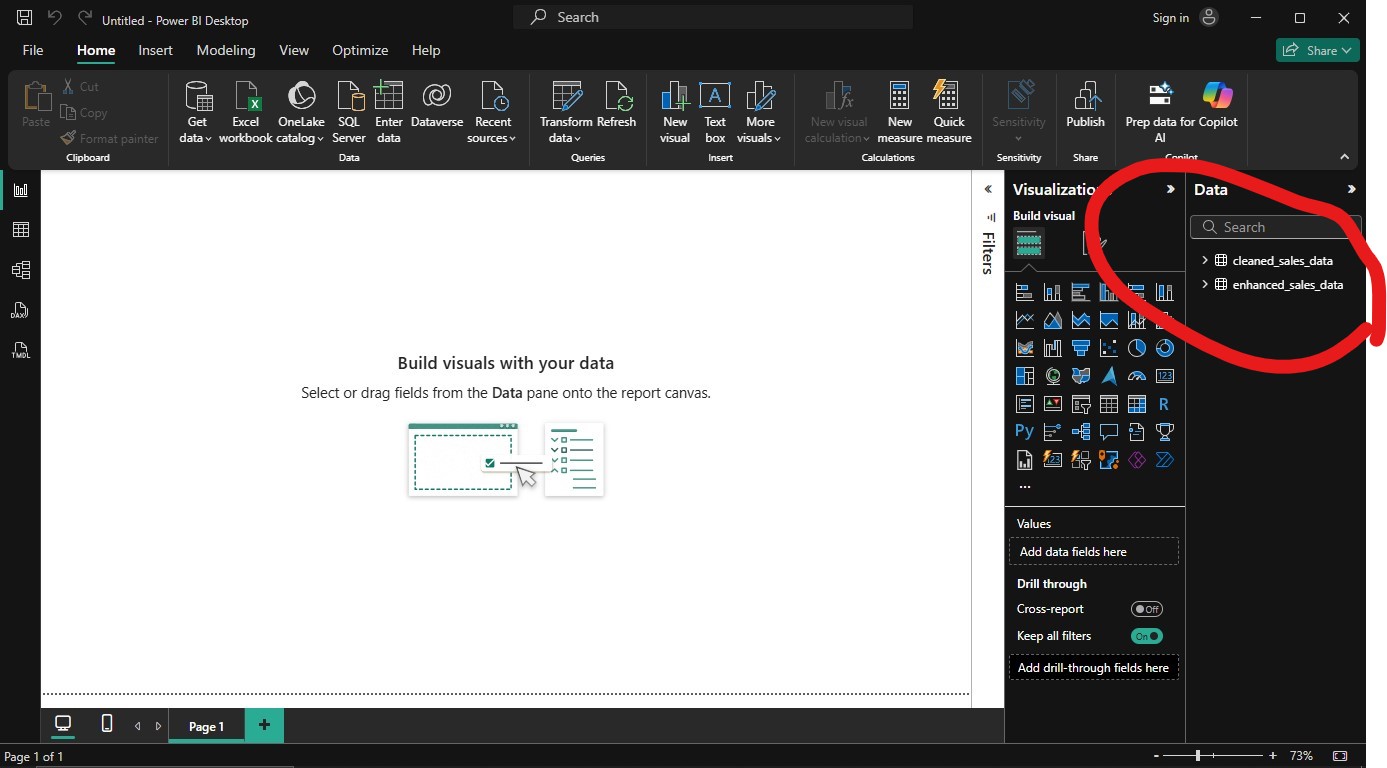 Untitled - Power BI Desktop
Search
Sign in
File Home Insert Modeling View Optimize Help
Share
Paste
Cut
Copy
Format painter
Clipboard
Get data
Excel workbook
OneLake catalog
SQL Server
Enter data
Dataverse
Recent sources
Data
Transform data
Refresh
Queries
New visual
Text box
More visuals
Insert
New visual calculation
New measure
Quick measure
Calculations
Sensitivity
Sensitivity
Publish
Share
Prep data for AI
Copilot
Copilot
DAX
TMDL
Build visuals with your data
Select or drag fields from the Data pane onto the report canvas.
Filters
Visualizations
Build visual
123
R
Py
123
...
Values
Add data fields here
Drill through
Cross-report
Off
Keep all filters
On
Add drill-through fields here
Data
Search
cleaned_sales_data
enhanced_sales_data
Page 1
+
Page 1 of 1
- + 73%